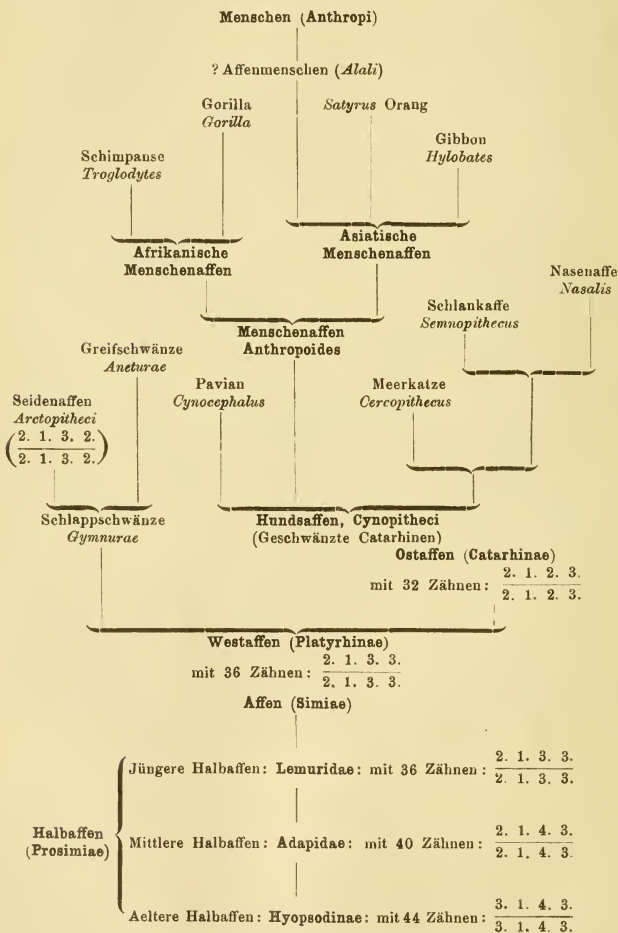 Menschen (Anthropi)
? Affenmenschen (Alali)
Gorilla
Gorilla
Satyrus Orang
Gibbon
Hylobates
Schimpanse
Troglodytes
Afrikanische
Menschenaffen
Asiatische
Menschenaffen
Nasenaffe
Nasalis
Schlankaffe
Semnopithecus
Menschenaffen
Anthropoides
Greifschwänze
Aneturae
Pavian
Cynocephalus
Meerkatze
Cercopithecus
Seidenaffen
Arctopitheci
(2. 1. 3. 2.)
(2. 1. 3. 2.)
Schlappschwänze
Gymnurae
Hundsaffen, Cynopitheci
(Geschwänzte Catarhinen)
Ostaffen (Catarhinae)
mit 32 Zähnen: 2. 1. 2. 3.
2. 1. 2. 3.
Westaffen (Platyrhinae)
mit 36 Zähnen: 2. 1. 3. 3.
2. 1. 3. 3.
Affen (Simiae)
Jüngere Halbaffen: Lemuridae: mit 36 Zähnen: 2. 1. 3. 3.
2. 1. 3. 3.
Halbaffen
(Prosimiae)
Mittlere Halbaffen: Adapidae: mit 40 Zähnen: 2. 1. 4. 3.
2. 1. 4. 3.
Aeltere Halbaffen: Hyopsodinae: mit 44 Zähnen: 3. 1. 4. 3.
3. 1. 4. 3.